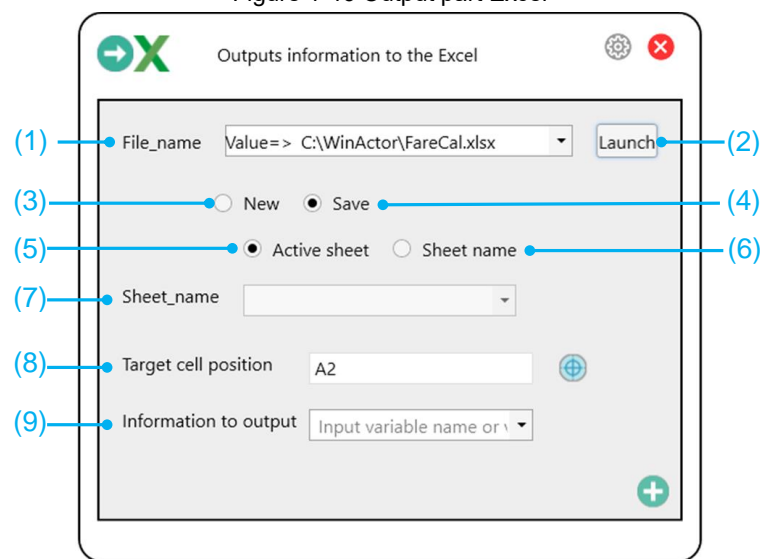 Outputs information to the Excel
(1) File_name Value=> C:\WinActor\FareCal.xlsx Launch (2)
(3) New Save (4)
(5) Active sheet Sheet name (6)
(7) Sheet_name
(8) Target cell position A2
(9) Information to output Input variable name or